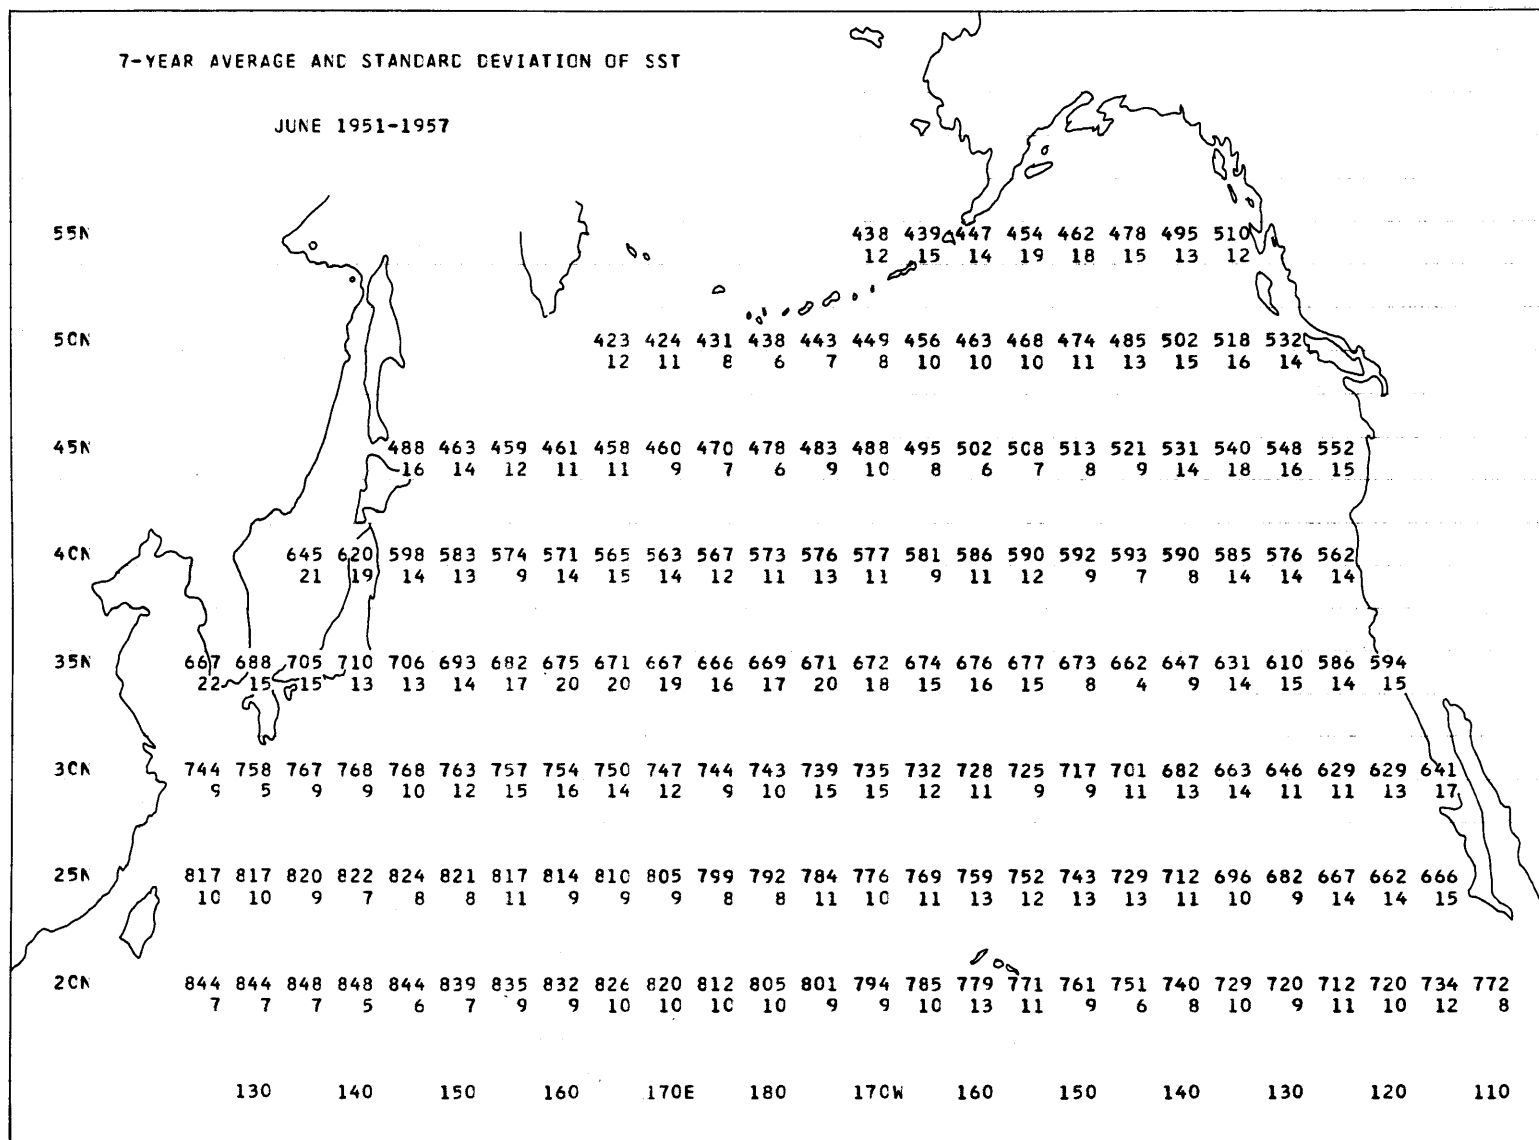 7-YEAR AVERAGE AND STANDARD DEVIATION OF SST
JUNE 1951-1957
55N 438 439 447 454 462 478 495 510
12 15 14 19 18 15 13 12
50N 423 424 431 438 443 449 456 463 468 474 485 502 518 532
12 11 8 6 7 8 10 10 10 11 13 15 16 14
45N 488 463 459 461 458 460 470 478 483 488 495 502 508 513 521 531 540 548 552
16 14 12 11 11 9 7 6 9 10 8 6 7 8 9 14 18 16 15
40N 645 620 598 583 574 571 565 563 567 573 576 577 581 586 590 592 593 590 585 576 562
21 19 14 13 9 14 15 14 12 11 13 11 9 11 12 9 7 8 14 14 14
35N 667 688 705 710 706 693 682 675 671 667 666 669 671 672 674 676 677 673 662 647 631 610 586 594
22 15 15 13 13 14 17 20 20 19 16 17 20 18 15 16 15 8 4 9 14 15 14 15
30N 744 758 767 768 768 763 757 754 750 747 744 743 739 735 732 728 725 717 701 682 663 646 629 629 641
9 5 9 9 10 12 15 16 14 12 9 10 15 15 12 11 9 9 11 13 14 11 11 13 17
25N 817 817 820 822 824 821 817 814 810 805 799 792 784 776 769 759 752 743 729 712 696 682 667 662 666
10 10 9 7 8 8 11 9 9 9 8 8 11 10 11 13 12 13 13 11 10 9 14 14 15
20N 844 844 848 848 844 839 835 832 826 820 812 805 801 794 785 779 771 761 751 740 729 720 712 720 734 772
7 7 7 5 6 7 9 9 10 10 10 10 9 9 10 13 11 9 6 8 10 9 11 10 12 8
130 140 150 160 170E 180 170W 160 150 140 130 120 110